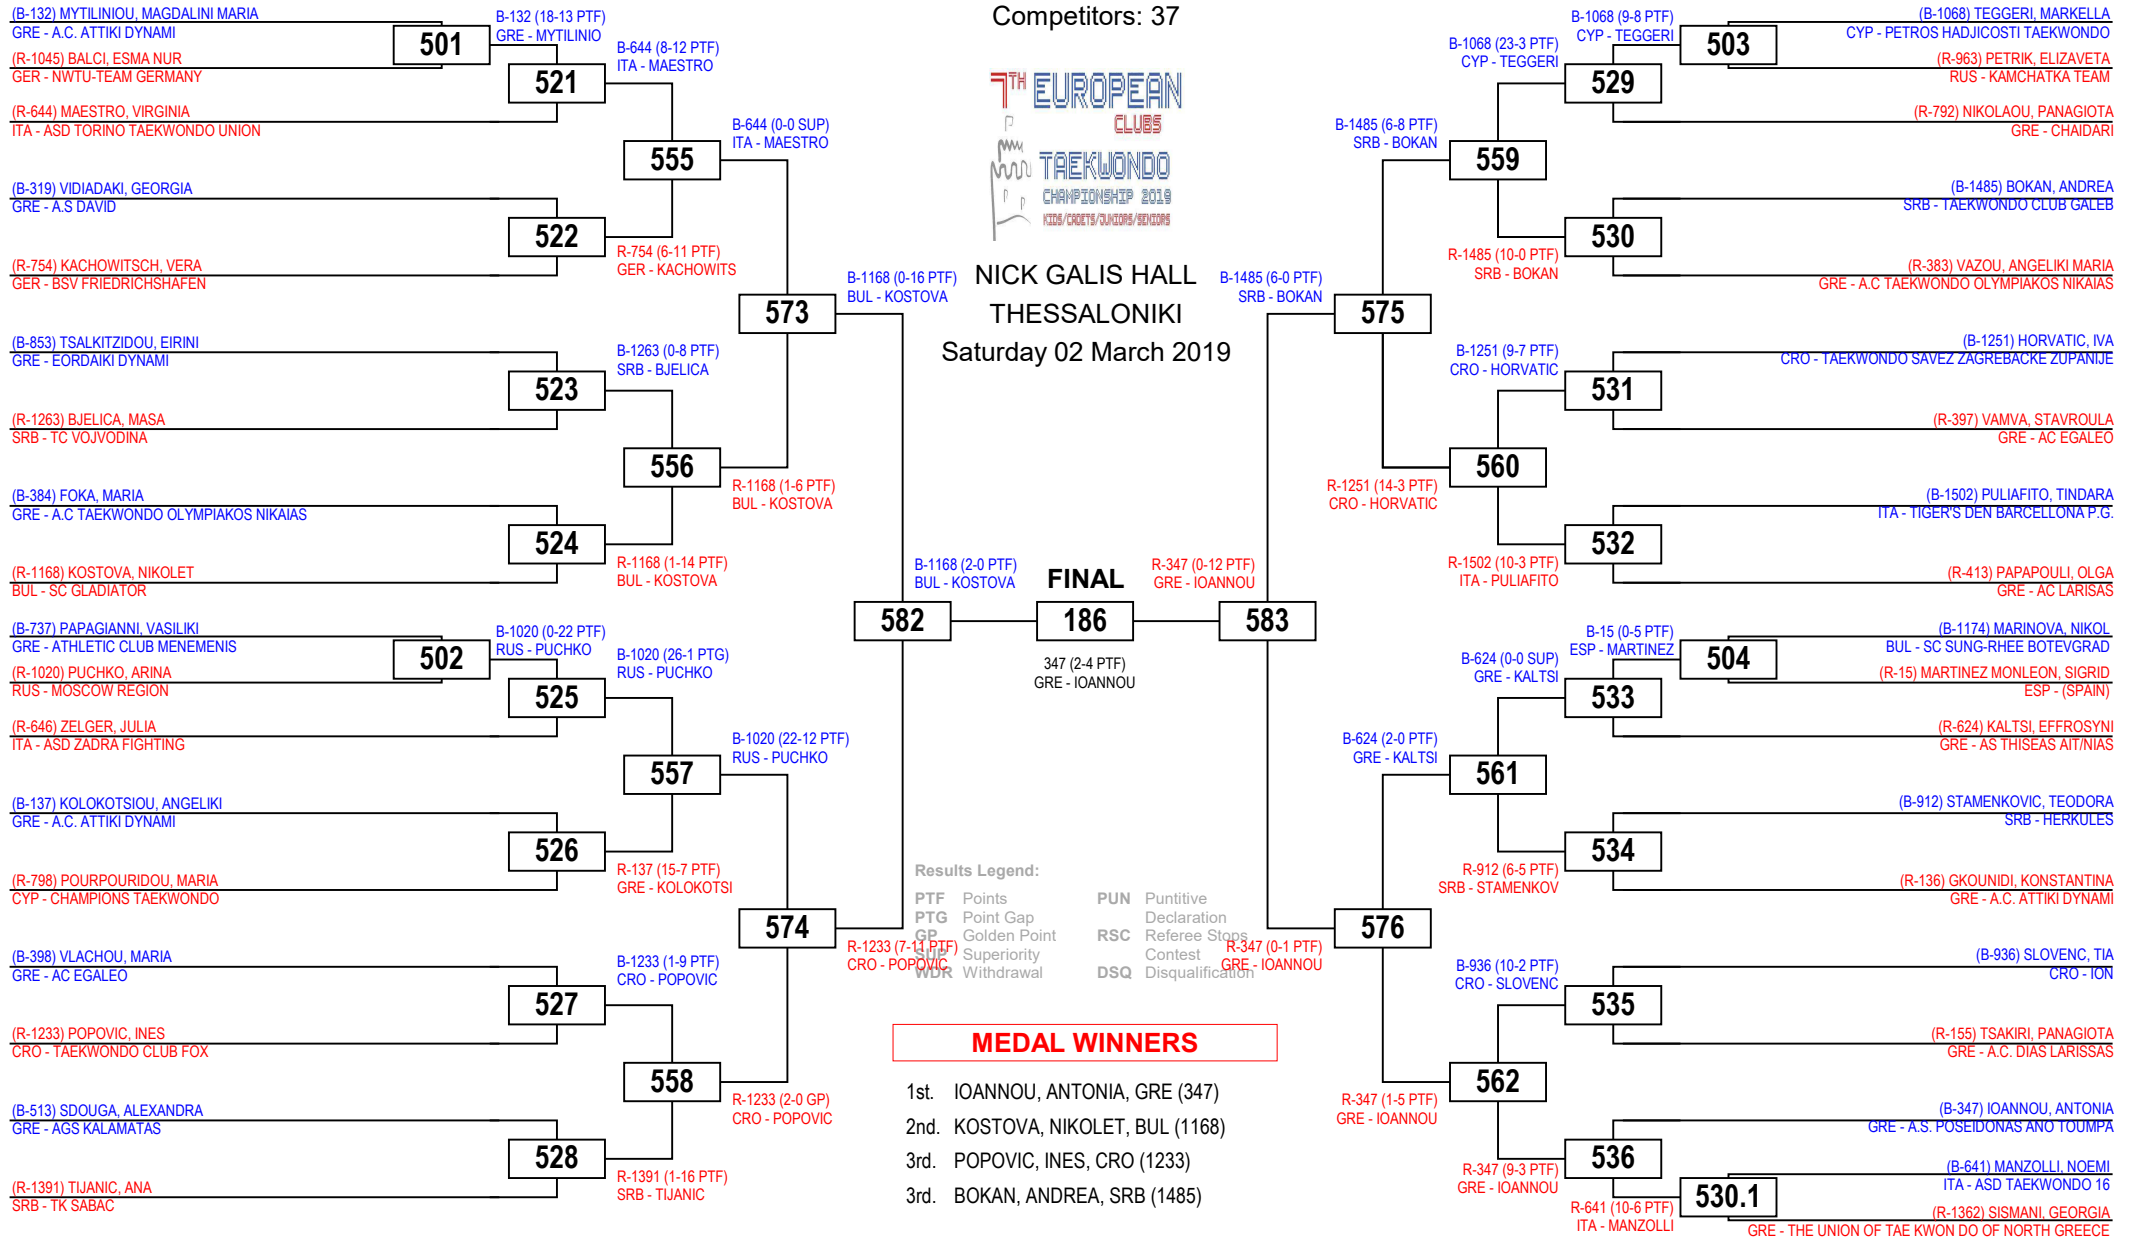 (B-132) MYTILINIOU, MAGDALINI MARIA
GRE - A.C. ATTIKI DYNAMI
(R-1045) BALCI, ESMA NUR
GER - NWTU-TEAM GERMANY
501
B-132 (18-13 PTF)
GRE - MYTILINIO
(R-644) MAESTRO, VIRGINIA
ITA - ASD TORINO TAEKWONDO UNION
521
B-644 (8-12 PTF)
ITA - MAESTRO
(B-319) VIDIADAKI, GEORGIA
GRE - A.S DAVID
(R-754) KACHOWITSCH, VERA
GER - BSV FRIEDRICHSHAFEN
522
R-754 (6-11 PTF)
GER - KACHOWITS
555
B-644 (0-0 SUP)
ITA - MAESTRO
(B-853) TSALKITZIDOU, EIRINI
GRE - EORDAIKI DYNAMI
(R-1263) BJELICA, MASA
SRB - TC VOJVODINA
523
B-1263 (0-8 PTF)
SRB - BJELICA
(B-384) FOKA, MARIA
GRE - A.C TAEKWONDO OLYMPIAKOS NIKAIAS
(R-1168) KOSTOVA, NIKOLET
BUL - SC GLADIATOR
524
R-1168 (1-14 PTF)
BUL - KOSTOVA
556
R-1168 (1-6 PTF)
BUL - KOSTOVA
573
B-1168 (0-16 PTF)
BUL - KOSTOVA
(B-737) PAPAGIANNI, VASILIKI
GRE - ATHLETIC CLUB MENEMENIS
(R-1020) PUCHKO, ARINA
RUS - MOSCOW REGION
502
B-1020 (0-22 PTF)
RUS - PUCHKO
(R-646) ZELGER, JULIA
ITA - ASD ZADRA FIGHTING
525
B-1020 (26-1 PTG)
RUS - PUCHKO
(B-137) KOLOKOTSIOU, ANGELIKI
GRE - A.C. ATTIKI DYNAMI
(R-798) POURPOURIDOU, MARIA
CYP - CHAMPIONS TAEKWONDO
526
R-137 (15-7 PTF)
GRE - KOLOKOTSI
557
B-1020 (22-12 PTF)
RUS - PUCHKO
(B-398) VLACHOU, MARIA
GRE - AC EGALEO
(R-1233) POPOVIC, INES
CRO - TAEKWONDO CLUB FOX
527
B-1233 (1-9 PTF)
CRO - POPOVIC
(B-513) SDOUGA, ALEXANDRA
GRE - AGS KALAMATAS
(R-1391) TIJANIC, ANA
SRB - TK SABAC
528
R-1391 (1-16 PTF)
SRB - TIJANIC
558
R-1233 (2-0 GP)
CRO - POPOVIC
574
R-1233 (7-11 PTF)
CRO - POPOVIC
582
B-1168 (2-0 PTF)
BUL - KOSTOVA
Competitors: 37
7TH EUROPEAN
CLUBS
TAEKWONDO
CHAMPIONSHIP 2019
KIDS/CADETS/JUNIORS/SENIORS
NICK GALIS HALL
THESSALONIKI
Saturday 02 March 2019
FINAL
186
347 (2-4 PTF)
GRE - IOANNOU
Results Legend:
PTF Points
PTG Point Gap
GP Golden Point
SUP Superiority
WDR Withdrawal
PUN Puntitive
Declaration
RSC Referee Stops
Contest
DSQ Disqualification
MEDAL WINNERS
1st. IOANNOU, ANTONIA, GRE (347)
2nd. KOSTOVA, NIKOLET, BUL (1168)
3rd. POPOVIC, INES, CRO (1233)
3rd. BOKAN, ANDREA, SRB (1485)
(B-1068) TEGGERI, MARKELLA
CYP - PETROS HADJICOSTI TAEKWONDO
(R-963) PETRIK, ELIZAVETA
RUS - KAMCHATKA TEAM
503
B-1068 (9-8 PTF)
CYP - TEGGERI
(R-792) NIKOLAOU, PANAGIOTA
GRE - CHAIDARI
529
B-1068 (23-3 PTF)
CYP - TEGGERI
(B-1485) BOKAN, ANDREA
SRB - TAEKWONDO CLUB GALEB
(R-383) VAZOU, ANGELIKI MARIA
GRE - A.C TAEKWONDO OLYMPIAKOS NIKAIAS
530
R-1485 (10-0 PTF)
SRB - BOKAN
559
B-1485 (6-8 PTF)
SRB - BOKAN
(B-1251) HORVATIC, IVA
CRO - TAEKWONDO SAVEZ ZAGREBACKE ZUPANIJE
(R-397) VAMVA, STAVROULA
GRE - AC EGALEO
531
B-1251 (9-7 PTF)
CRO - HORVATIC
(B-1502) PULIAFITO, TINDARA
ITA - TIGER'S DEN BARCELLONA P.G.
(R-413) PAPAPOULI, OLGA
GRE - AC LARISAS
532
R-1502 (10-3 PTF)
ITA - PULIAFITO
560
R-1251 (14-3 PTF)
CRO - HORVATIC
575
B-1485 (6-0 PTF)
SRB - BOKAN
(B-1174) MARINOVA, NIKOL
BUL - SC SUNG-RHEE BOTEVGRAD
(R-15) MARTINEZ MONLEON, SIGRID
ESP - (SPAIN)
504
B-15 (0-5 PTF)
ESP - MARTINEZ
(R-624) KALTSI, EFFROSYNI
GRE - AS THISEAS AIT/NIAS
533
B-624 (0-0 SUP)
GRE - KALTSI
(B-912) STAMENKOVIC, TEODORA
SRB - HERKULES
(R-136) GKOUNIDI, KONSTANTINA
GRE - A.C. ATTIKI DYNAMI
534
R-912 (6-5 PTF)
SRB - STAMENKOV
561
B-624 (2-0 PTF)
GRE - KALTSI
(B-936) SLOVENC, TIA
CRO - ION
(R-155) TSAKIRI, PANAGIOTA
GRE - A.C. DIAS LARISSAS
535
B-936 (10-2 PTF)
CRO - SLOVENC
(B-347) IOANNOU, ANTONIA
GRE - A.S. POSEIDONAS ANO TOUMPA
(B-641) MANZOLLI, NOEMI
ITA - ASD TAEKWONDO 16
(R-1362) SISMANI, GEORGIA
GRE - THE UNION OF TAE KWON DO OF NORTH GREECE
530.1
R-641 (10-6 PTF)
ITA - MANZOLLI
536
R-347 (9-3 PTF)
GRE - IOANNOU
562
R-347 (1-5 PTF)
GRE - IOANNOU
576
R-347 (0-1 PTF)
GRE - IOANNOU
583
R-347 (0-12 PTF)
GRE - IOANNOU